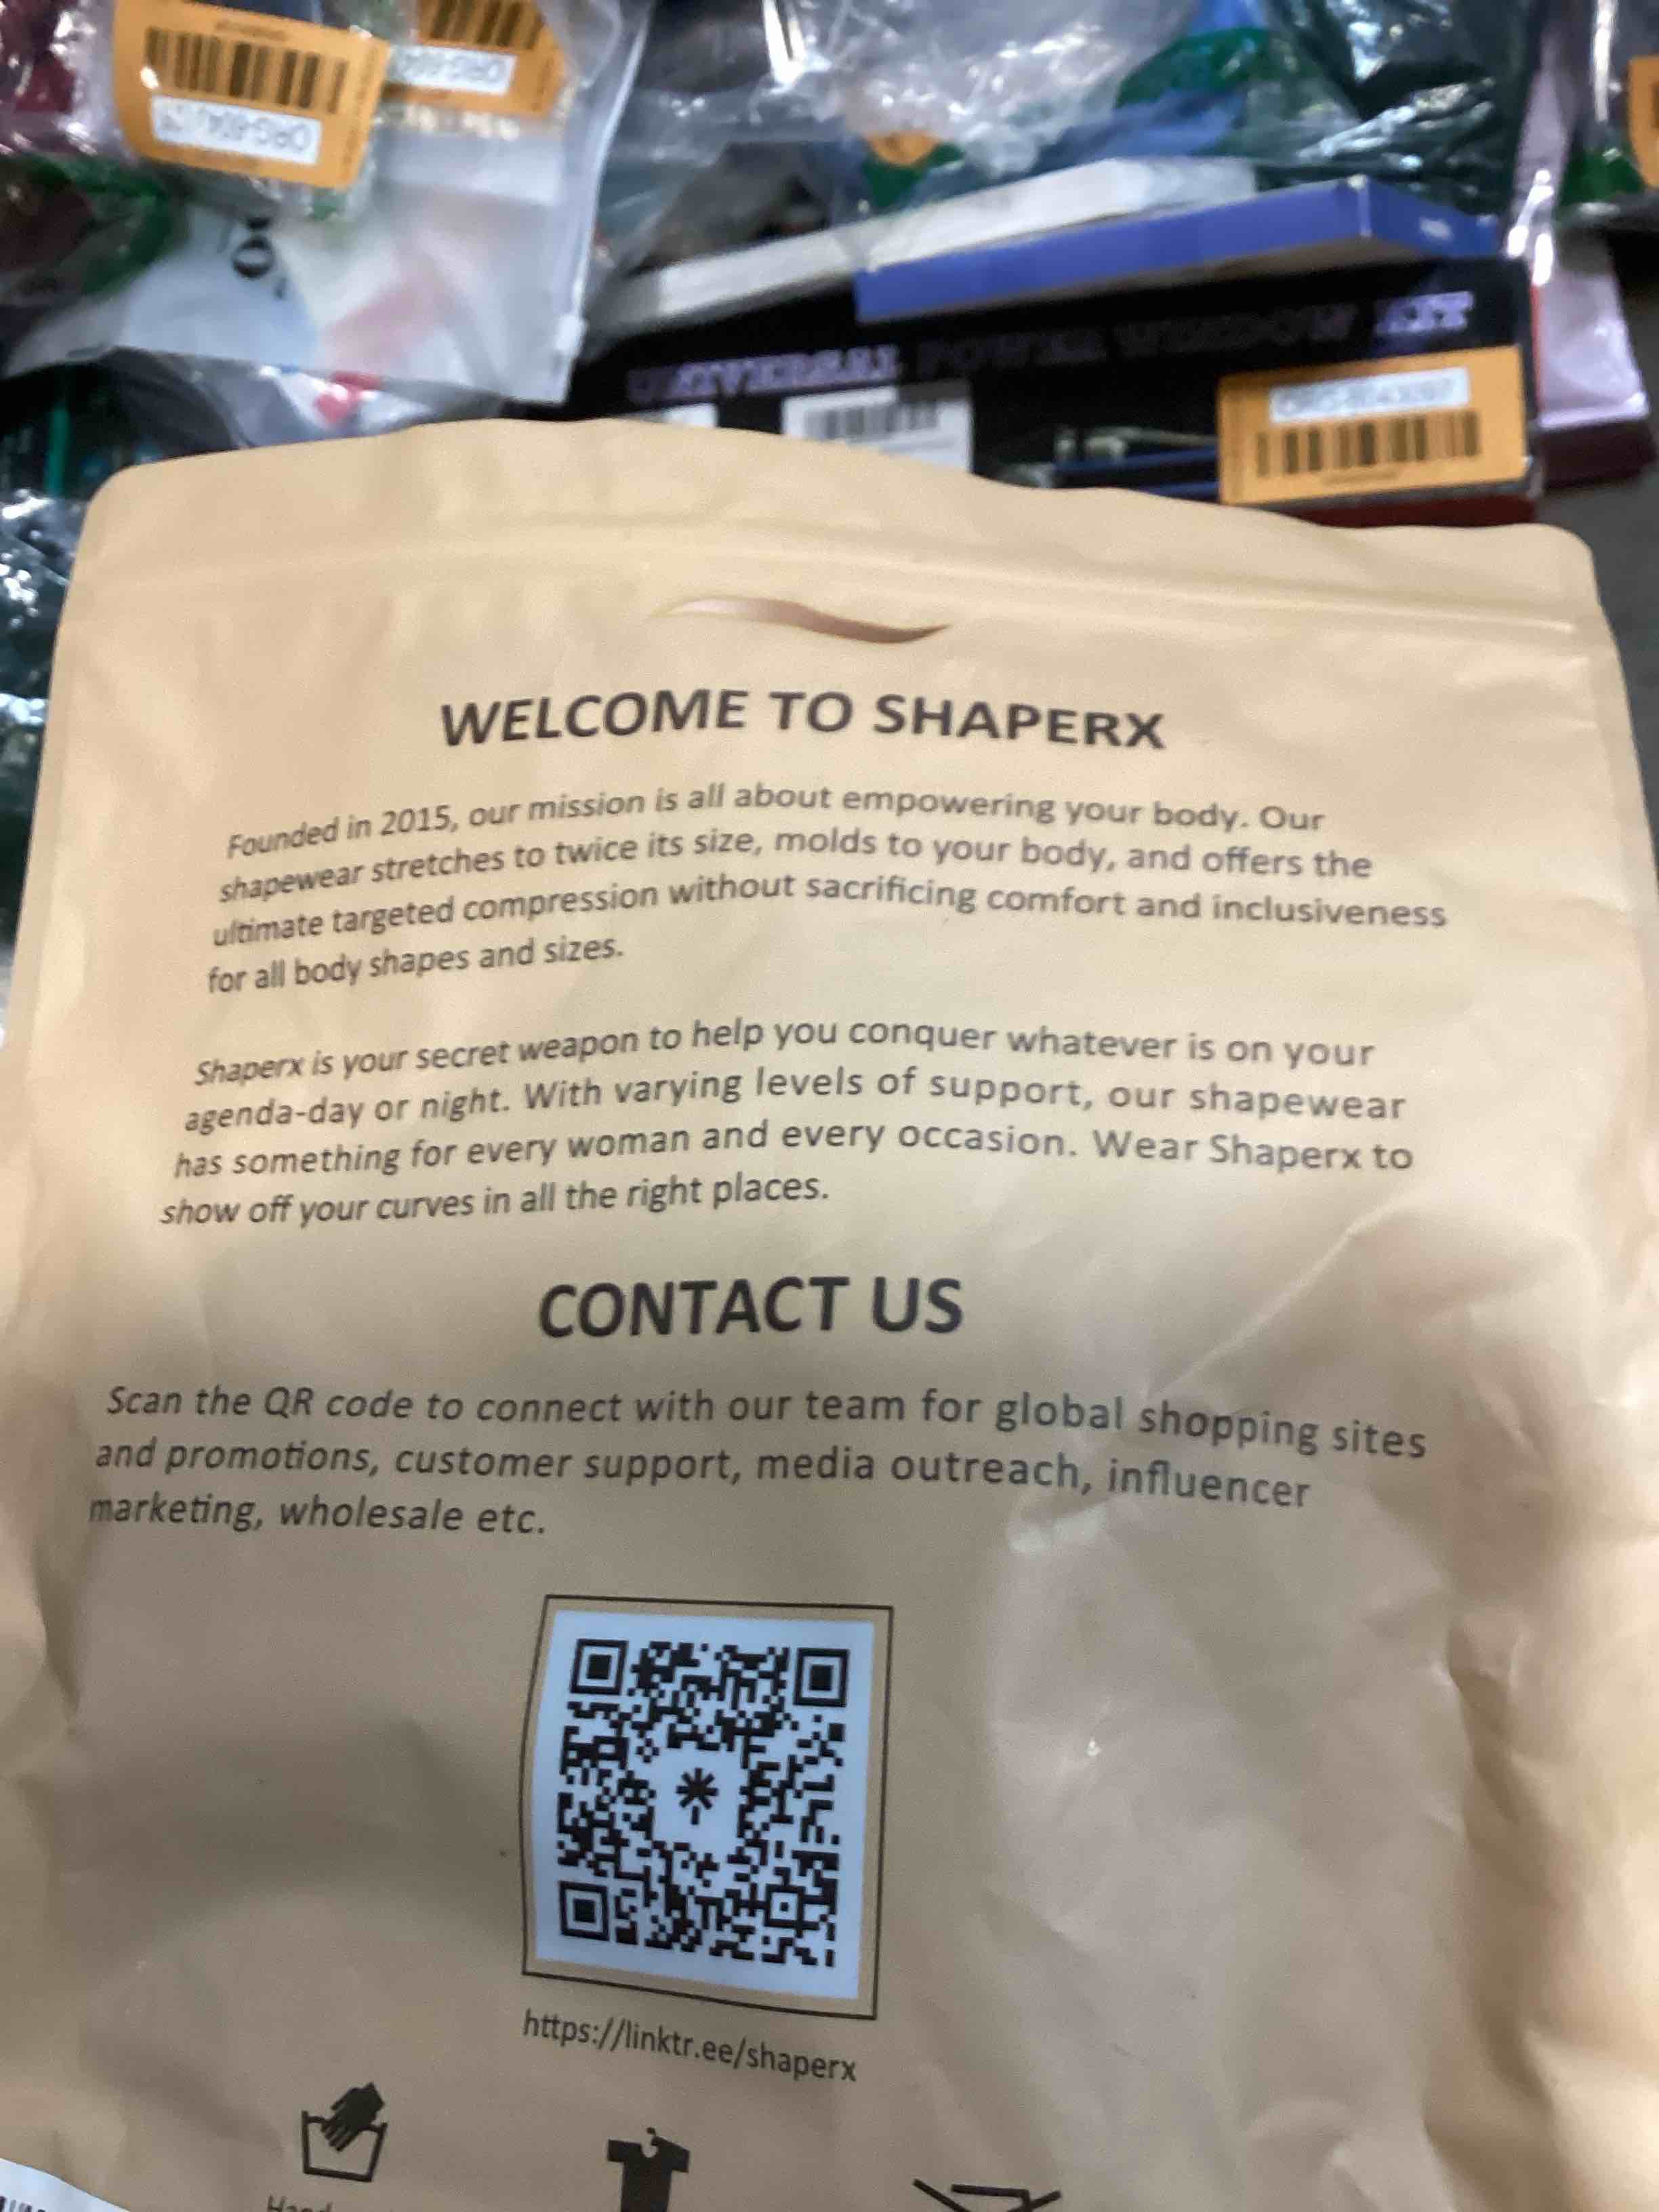 UNIVERSAL POWER WINDOW KIT
WELCOME TO SHAPERX
Founded in 2015, our mission is all about empowering your body. Our
shapewear stretches to twice its size, molds to your body, and offers the
ultimate targeted compression without sacrificing comfort and inclusiveness
for all body shapes and sizes.
Shaperx is your secret weapon to help you conquer whatever is on your
agenda-day or night. With varying levels of support, our shapewear
has something for every woman and every occasion. Wear Shaperx to
show off your curves in all the right places.
CONTACT US
Scan the QR code to connect with our team for global shopping sites
and promotions, customer support, media outreach, influencer
marketing, wholesale etc.
https://linktr.ee/shaperx